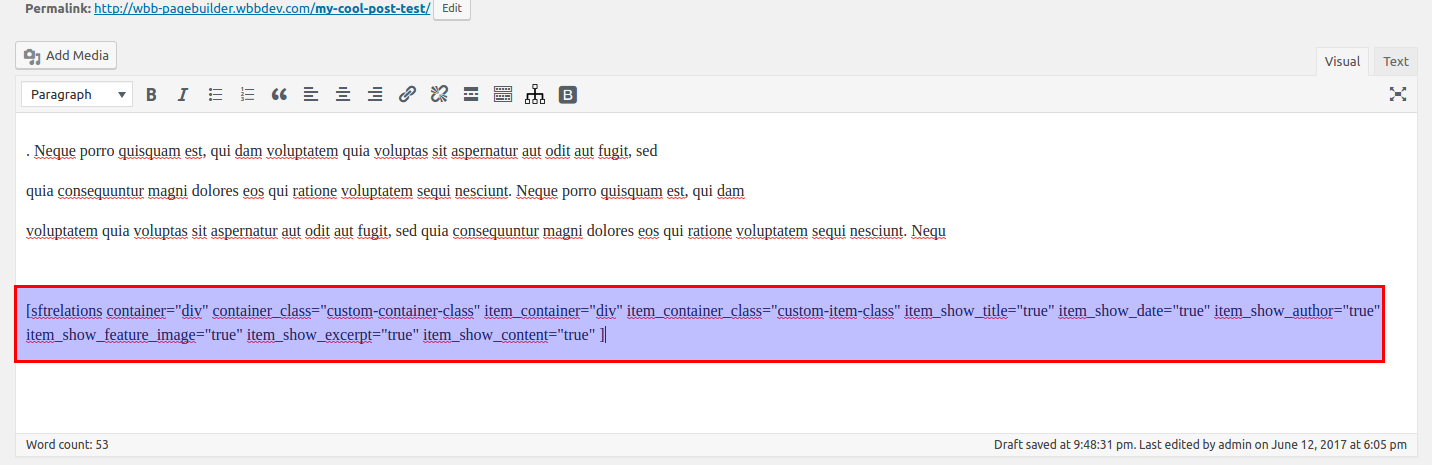 Permalink: http://wbb-pagebuilder.wbbdev.com/my-cool-post-test/ Edit
Add Media
Visual Text
Paragraph B I B
. Neque porro quisquam est, qui dam voluptatem quia voluptas sit aspernatur aut odit aut fugit, sed
quia consequuntur magni dolores eos qui ratione voluptatem sequi nesciunt. Neque porro quisquam est, qui dam
voluptatem quia voluptas sit aspernatur aut odit aut fugit, sed quia consequuntur magni dolores eos qui ratione voluptatem sequi nesciunt. Nequ
[sftrelations container="div" container_class="custom-container-class" item_container="div" item_container_class="custom-item-class" item_show_title="true" item_show_date="true" item_show_author="true"
item_show_feature_image="true" item_show_excerpt="true" item_show_content="true" ]
Word count: 53 Draft saved at 9:48:31 pm. Last edited by admin on June 12, 2017 at 6:05 pm